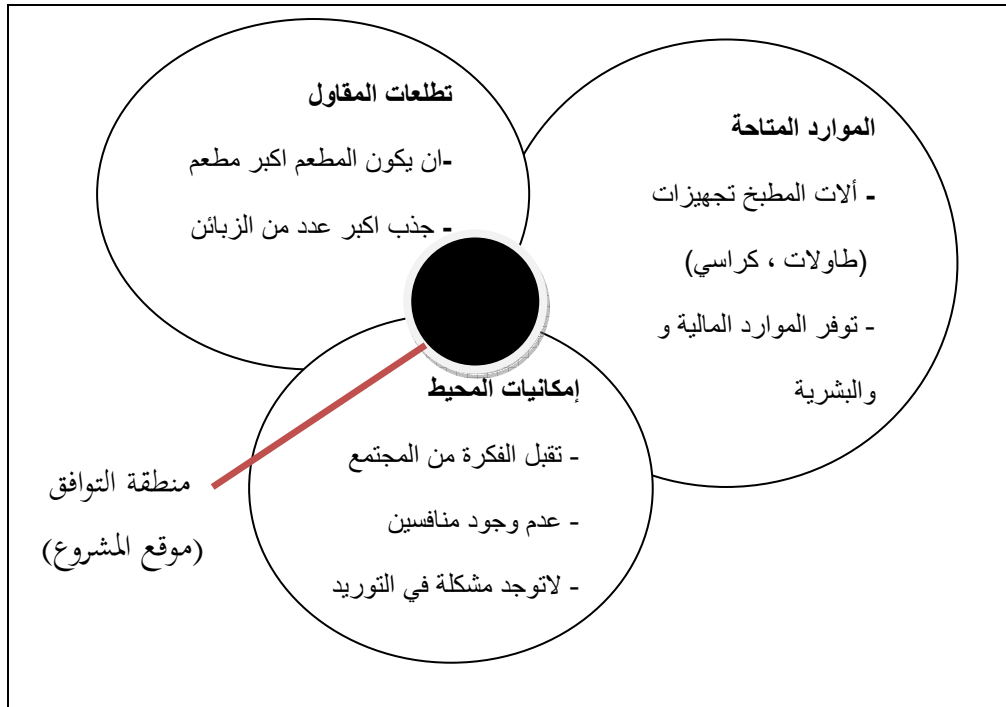 تطلعات المقاول
-ان يكون المطعم اكبر مطعم
- جذب اكبر عدد من الزبائن
الموارد المتاحة
- ألات المطبخ تجهيزات
(طاولات ، كراسي)
- توفر الموارد المالية و
والبشرية
إمكانيات المحيط
- تقبل الفكرة من المجتمع
- عدم وجود منافسين
- لاتوجد مشكلة في التوريد
منطقة التوافق
(موقع المشروع)